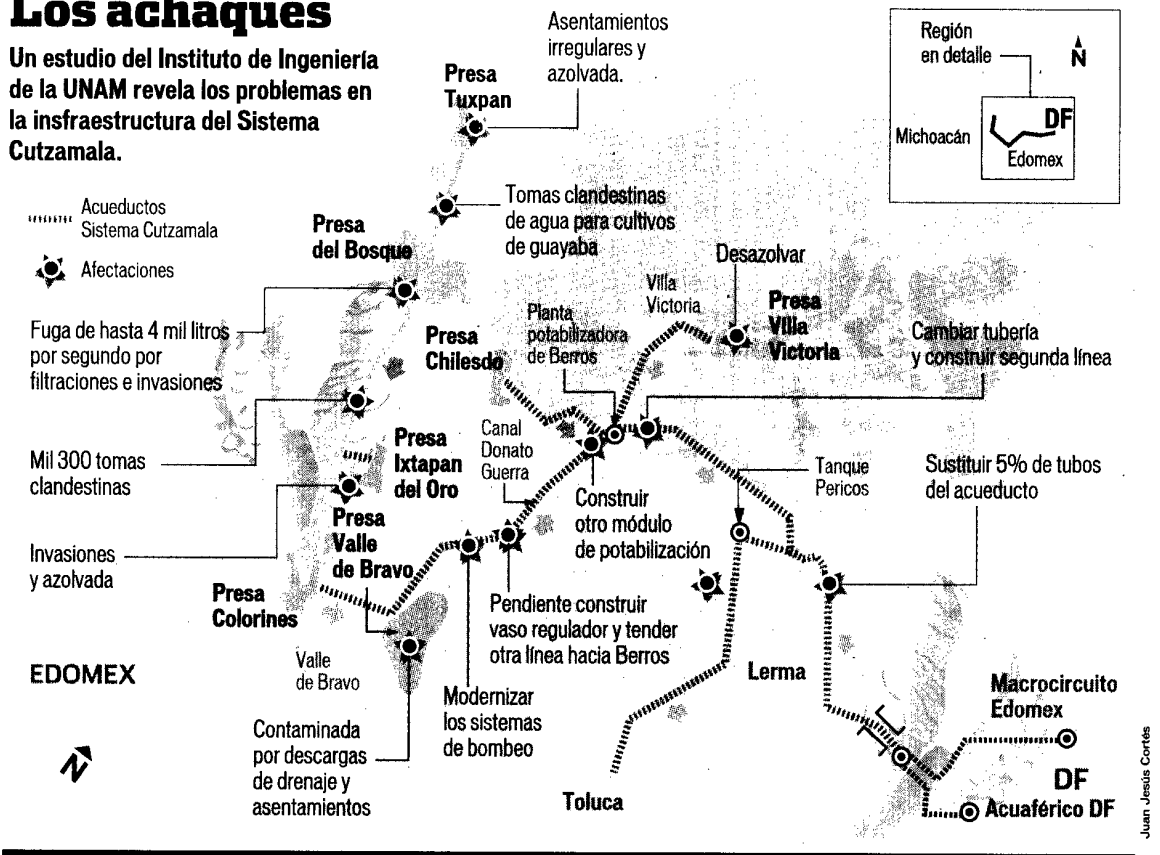 Los achaques
Un estudio del Instituto de Ingeniería
de la UNAM revela los problemas en
la insfraestructura del Sistema
Cutzamala.
Acueductos
Sistema Cutzamala
Afectaciones
Región
en detalle
N
Michoacán
DF
Edomex
Asentamientos
irregulares y
azolvada.
Presa
Tuxpan
Tomas clandestinas
de agua para cultivos
de guayaba
Presa
del Bosque
Fuga de hasta 4 mil litros
por segundo por
filtraciones e invasiones
Desazolvar
Villa
Victoria
Presa
Villa
Victoria
Planta
potabilizadora
de Berros
Presa
Chilesdo
Cambiar tubería
y construir segunda línea
Mil 300 tomas
clandestinas
Presa
Ixtapan
del Oro
Canal
Donato
Guerra
Construir
otro módulo
de potabilización
Tanque
Pericos
Sustituir 5% de tubos
del acueducto
Invasiones
y azolvada
Presa
Valle
de Bravo
Presa
Colorines
Pendiente construir
vaso regulador y tender
otra línea hacia Berros
EDOMEX
Valle
de Bravo
Modernizar
los sistemas
de bombeo
Contaminada
por descargas
de drenaje y
asentamientos
N
Lerma
Toluca
Macrocircuito
Edomex
DF
Acuaférico DF
Juan Jesús Cortés